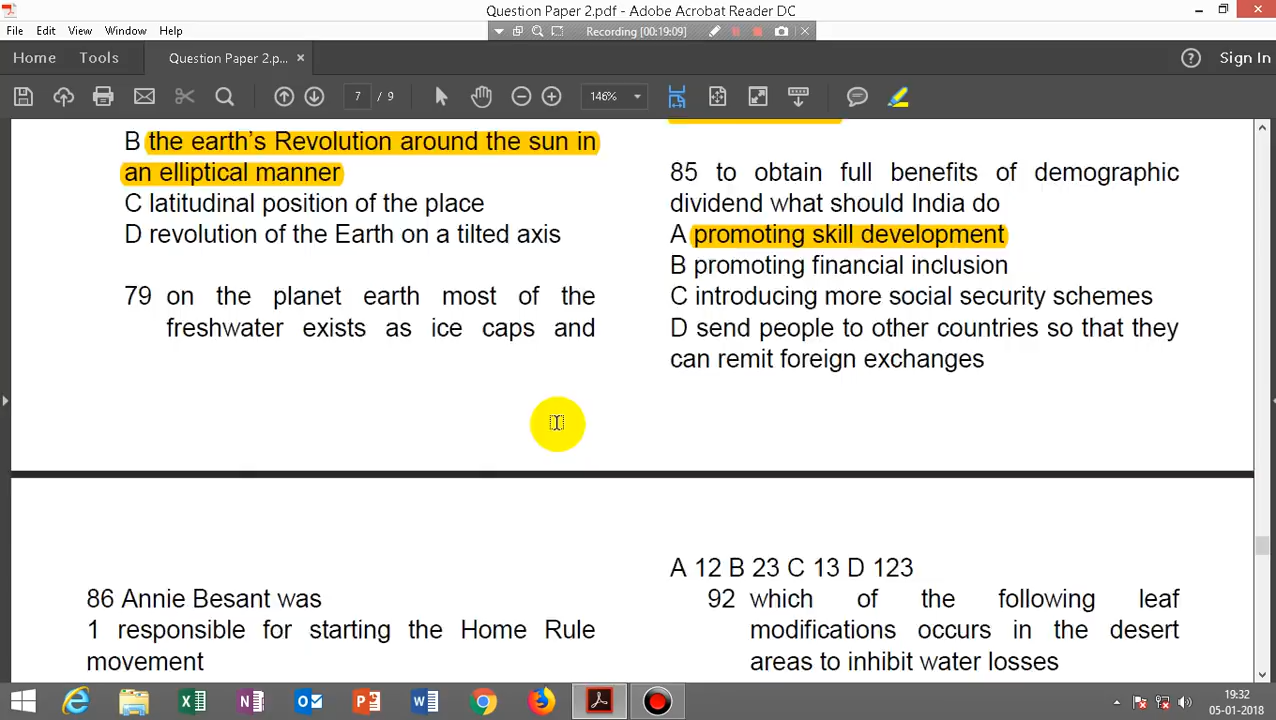 Question Paper 2.pdf - Adobe Acrobat Reader DC
File Edit View Window Help
Recording [00:19:09]
Home Tools Question Paper 2.p... × Sign In
7 / 9 146%
B the earth's Revolution around the sun in
an elliptical manner
C latitudinal position of the place
D revolution of the Earth on a tilted axis
79 on the planet earth most of the
freshwater exists as ice caps and
85 to obtain full benefits of demographic
dividend what should India do
A promoting skill development
B promoting financial inclusion
C introducing more social security schemes
D send people to other countries so that they
can remit foreign exchanges
86 Annie Besant was
1 responsible for starting the Home Rule
movement
A 12 B 23 C 13 D 123
92 which of the following leaf
modifications occurs in the desert
areas to inhibit water losses
19:32
05-01-2018